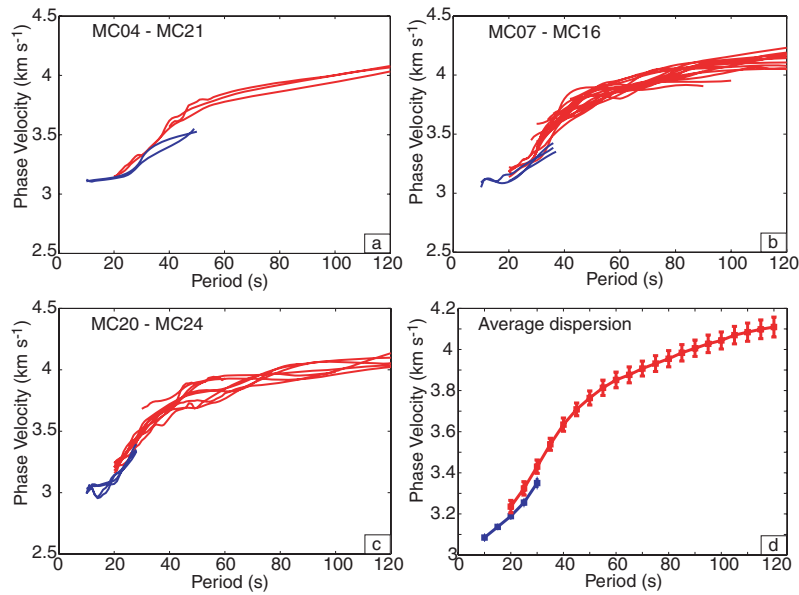 MC04 - MC21
Phase Velocity (km s-1)
4.5
4
3.5
3
2.5
0 20 40 60 80 100 120
Period (s)
a
MC07 - MC16
Phase Velocity (km s-1)
4.5
4
3.5
3
2.5
0 20 40 60 80 100 120
Period (s)
b
MC20 - MC24
Phase Velocity (km s-1)
4.5
4
3.5
3
2.5
0 20 40 60 80 100 120
Period (s)
c
Average dispersion
Phase Velocity (km s-1)
4.2
4
3.8
3.6
3.4
3.2
3
0 20 40 60 80 100 120
Period (s)
d